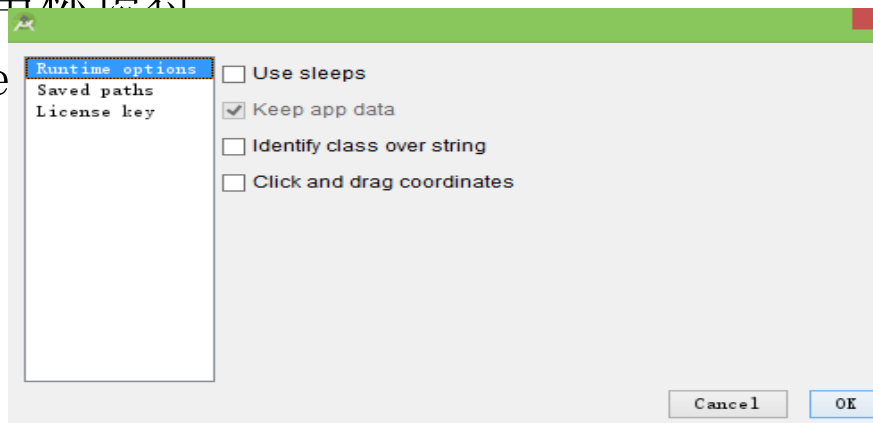 Runtime options
Saved paths
License key
Use sleeps
Keep app data
Identify class over string
Click and drag coordinates
Cancel
OK
e